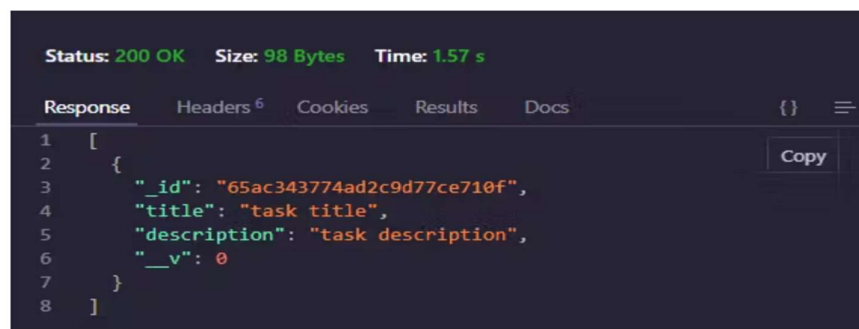 Status: 200 OK Size: 98 Bytes Time: 1.57 s
Response Headers 6 Cookies Results Docs {}
Copy
1 [
2 {
3 "_id": "65ac343774ad2c9d77ce710f",
4 "title": "task title",
5 "description": "task description",
6 "__v": 0
7 }
8 ]